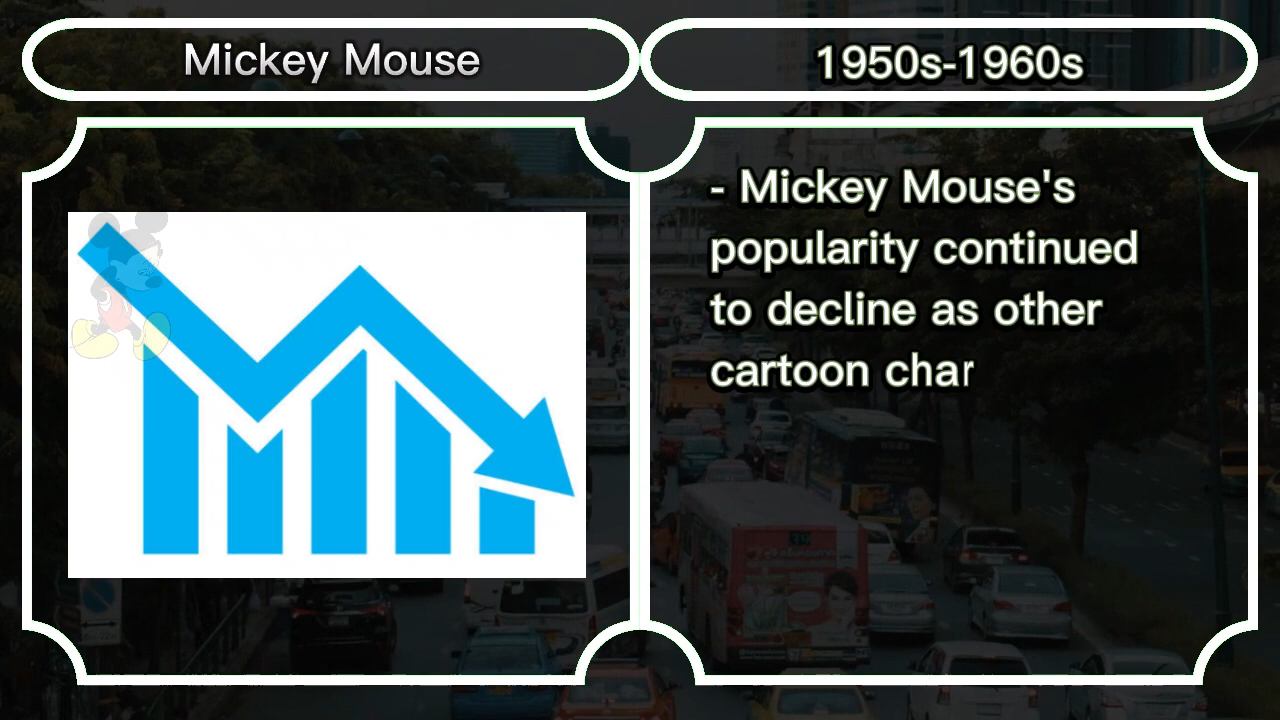 Mickey Mouse
1950s-1960s
- Mickey Mouse's
popularity continued
to decline as other
cartoon char